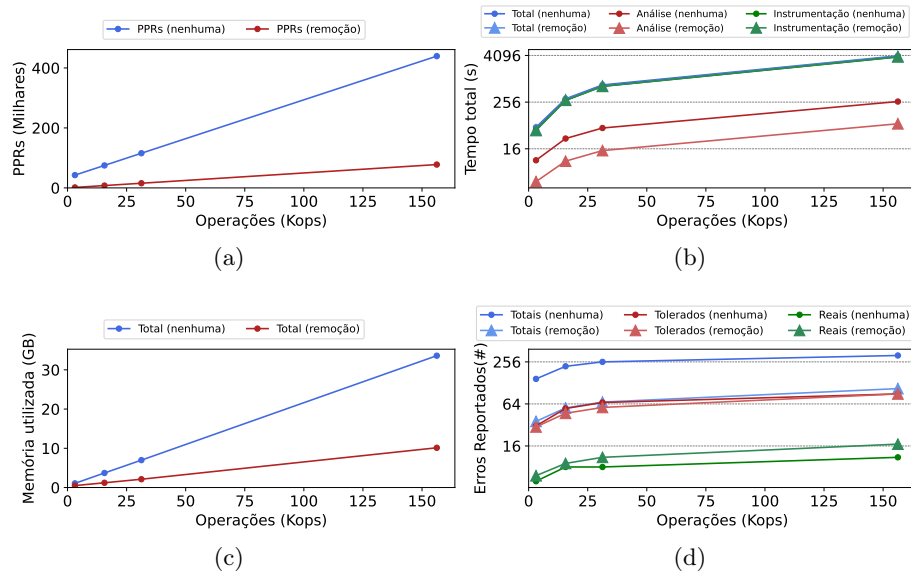 PPRs (nenhuma) PPRs (remoção)
PPRs (Milhares)
400
200
0
0 25 50 75 100 125 150
Operações (Kops)
(a)
Total (nenhuma) Análise (nenhuma) Instrumentação (nenhuma)
Total (remoção) Análise (remoção) Instrumentação (remoção)
Tempo total (s)
4096
256
16
0 25 50 75 100 125 150
Operações (Kops)
(b)
Total (nenhuma) Total (remoção)
Memória utilizada (GB)
30
20
10
0
0 25 50 75 100 125 150
Operações (Kops)
(c)
Totais (nenhuma) Tolerados (nenhuma) Reais (nenhuma)
Totais (remoção) Tolerados (remoção) Reais (remoção)
Erros Reportados(#)
256
64
16
0 25 50 75 100 125 150
Operações (Kops)
(d)